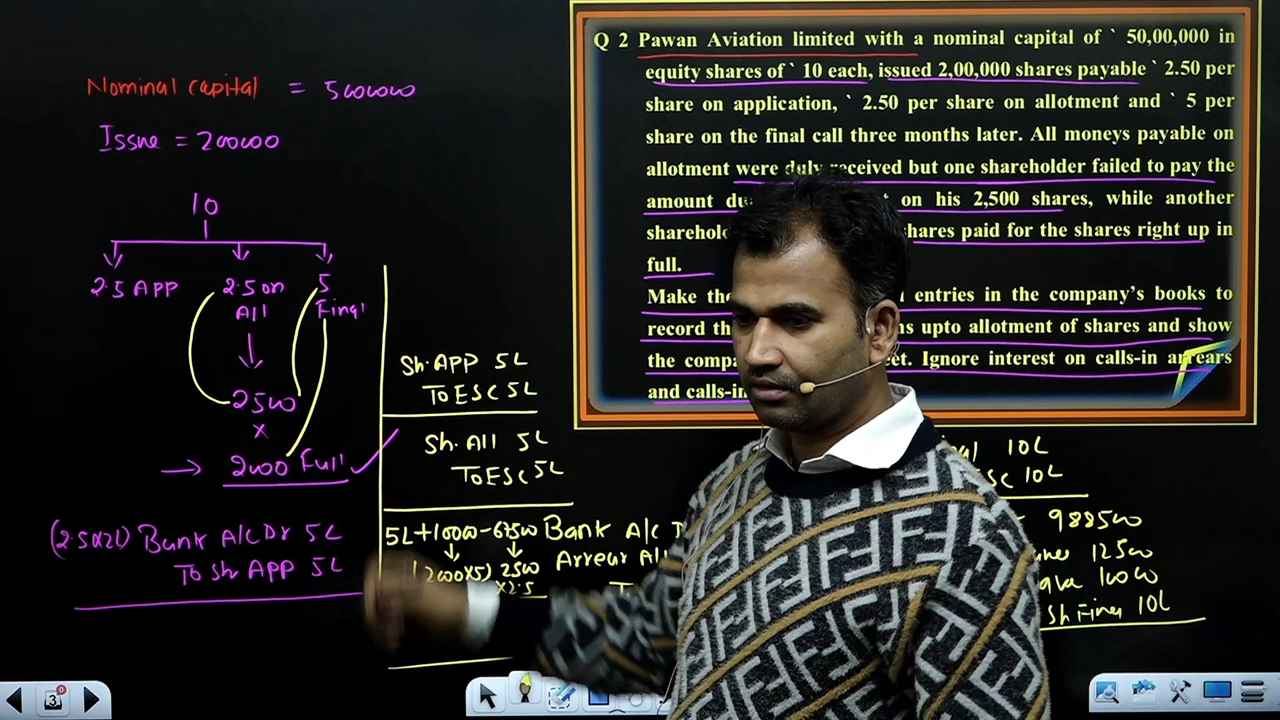 Q 2 Pawan Aviation limited with a nominal capital of ` 50,00,000 in
equity shares of ` 10 each, issued 2,00,000 shares payable ` 2.50 per
share on application, ` 2.50 per share on allotment and ` 5 per
share on the final call three months later. All moneys payable on
allotment were duly received but one shareholder failed to pay the
amount on his 2,500 shares, while another
shares paid for the shares right up in
full.
Make the entries in the company's books to
record upto allotment of shares and show
the Ignore interest on calls-in arrears
and calls-in
Nominal capital = 5000000
Issue = 200000
10
2.5 APP 2.5 on All 5 Final
2500
x
→ 2000 Full
(2.5x2L) Bank A/c Dr 5L
To Sh APP 5L
Sh. APP 5L
To ESC 5L
Sh. All 5L
To ESC 5L
5L+10000- Bank A/c
(2000x5) 2500 Arrear A/c
x2.5
10L
SC 10L
988500
12500
10000
Sh Final 10L
3
0